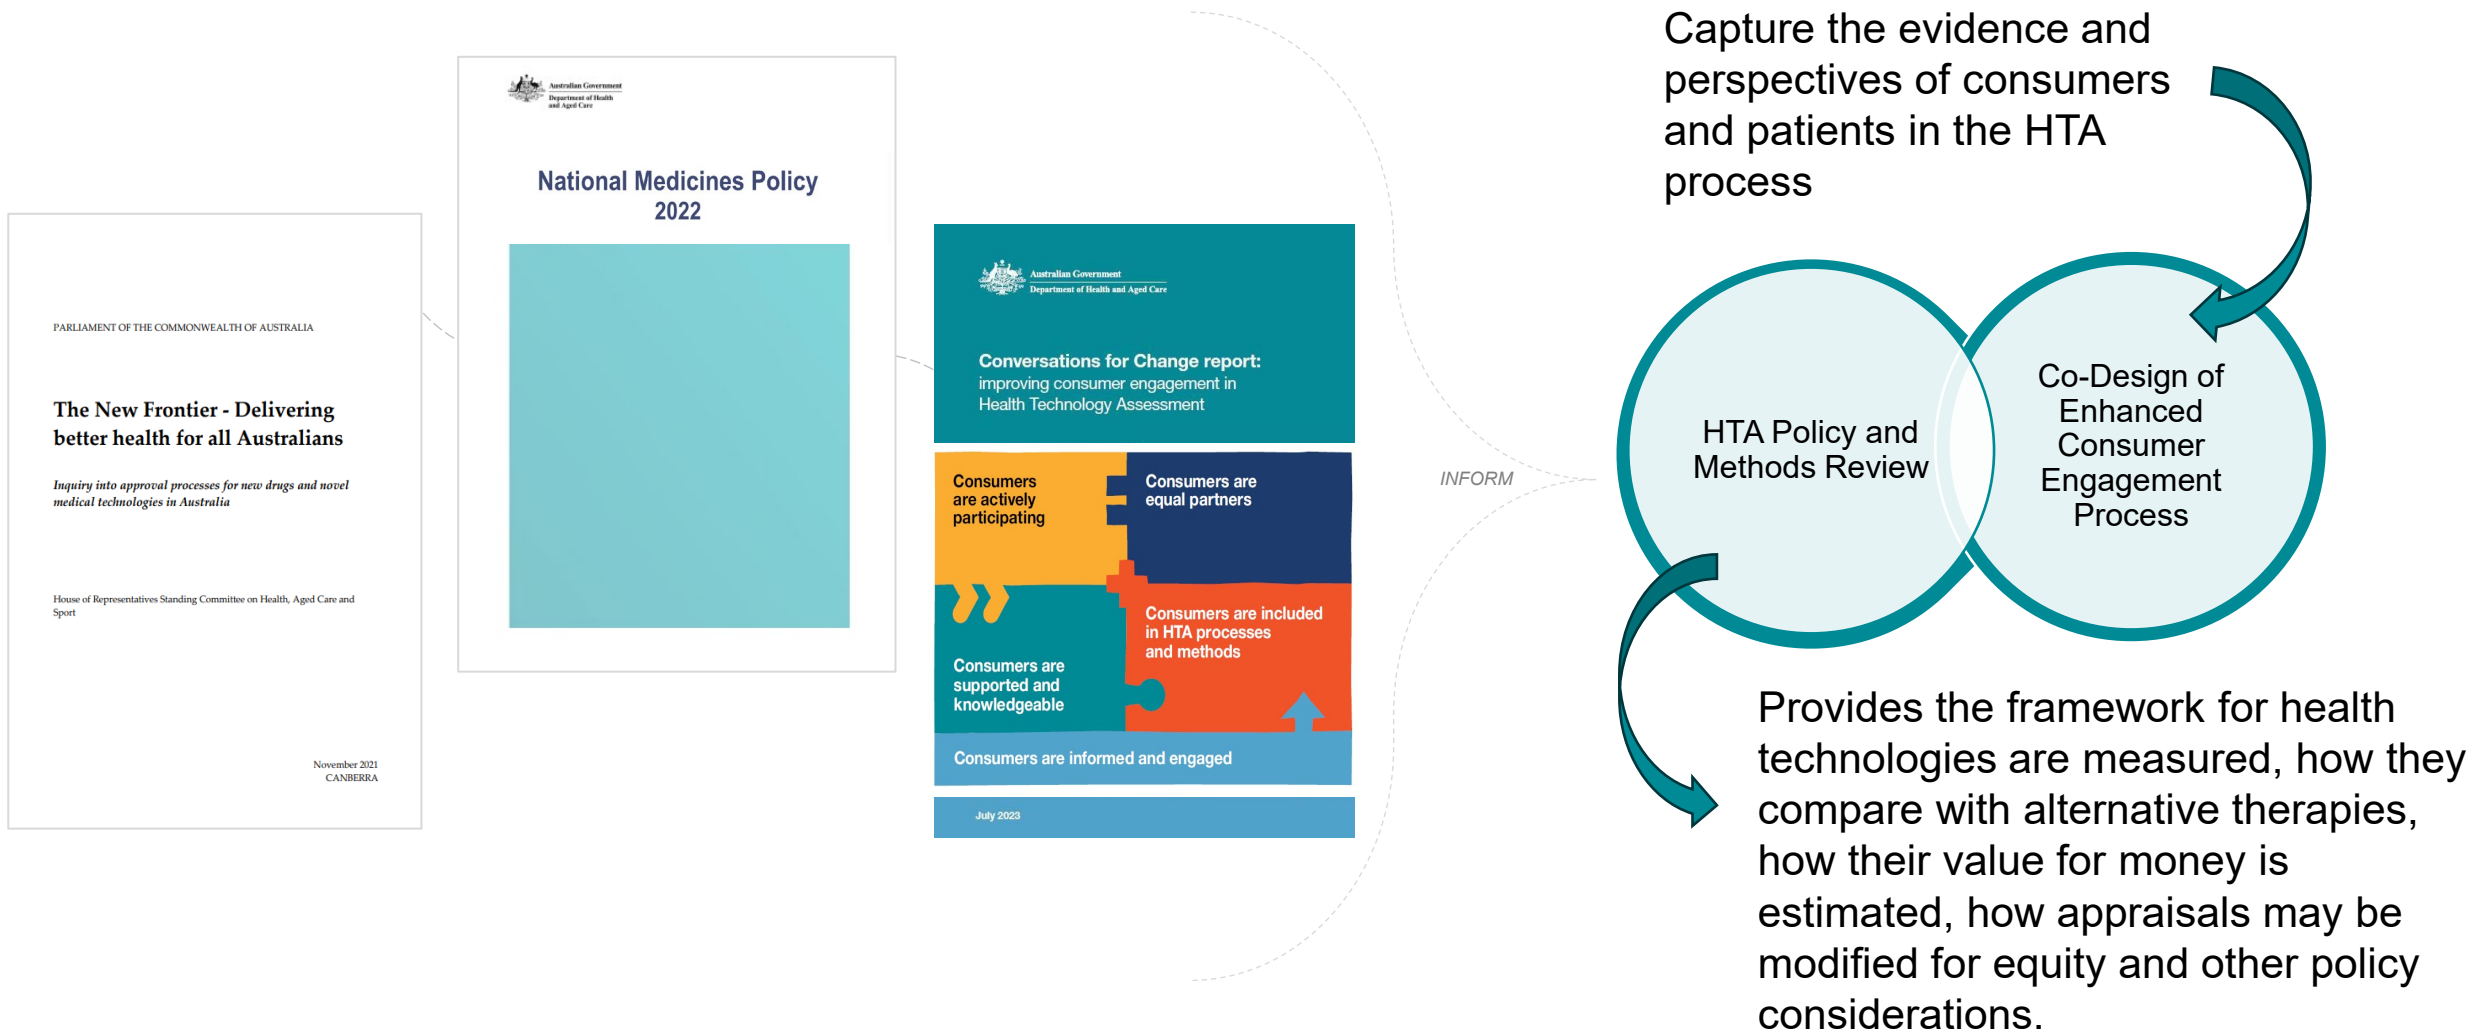 PARLIAMENT OF THE COMMONWEALTH OF AUSTRALIA
The New Frontier - Delivering
better health for all Australians
Inquiry into approval processes for new drugs and novel
medical technologies in Australia
House of Representatives Standing Committee on Health, Aged Care and
Sport
November 2021
CANBERRA
Australian Government
Department of Health
and Aged Care
National Medicines Policy
2022
Australian Government
Department of Health and Aged Care
Conversations for Change report:
improving consumer engagement in
Health Technology Assessment
Consumers
are actively
participating
Consumers are
equal partners
Consumers are
supported and
knowledgeable
Consumers are included
in HTA processes
and methods
Consumers are informed and engaged
July 2023
INFORM
Capture the evidence and
perspectives of consumers
and patients in the HTA
process
HTA Policy and
Methods Review
Co-Design of
Enhanced
Consumer
Engagement
Process
Provides the framework for health
technologies are measured, how they
compare with alternative therapies,
how their value for money is
estimated, how appraisals may be
modified for equity and other policy
considerations.